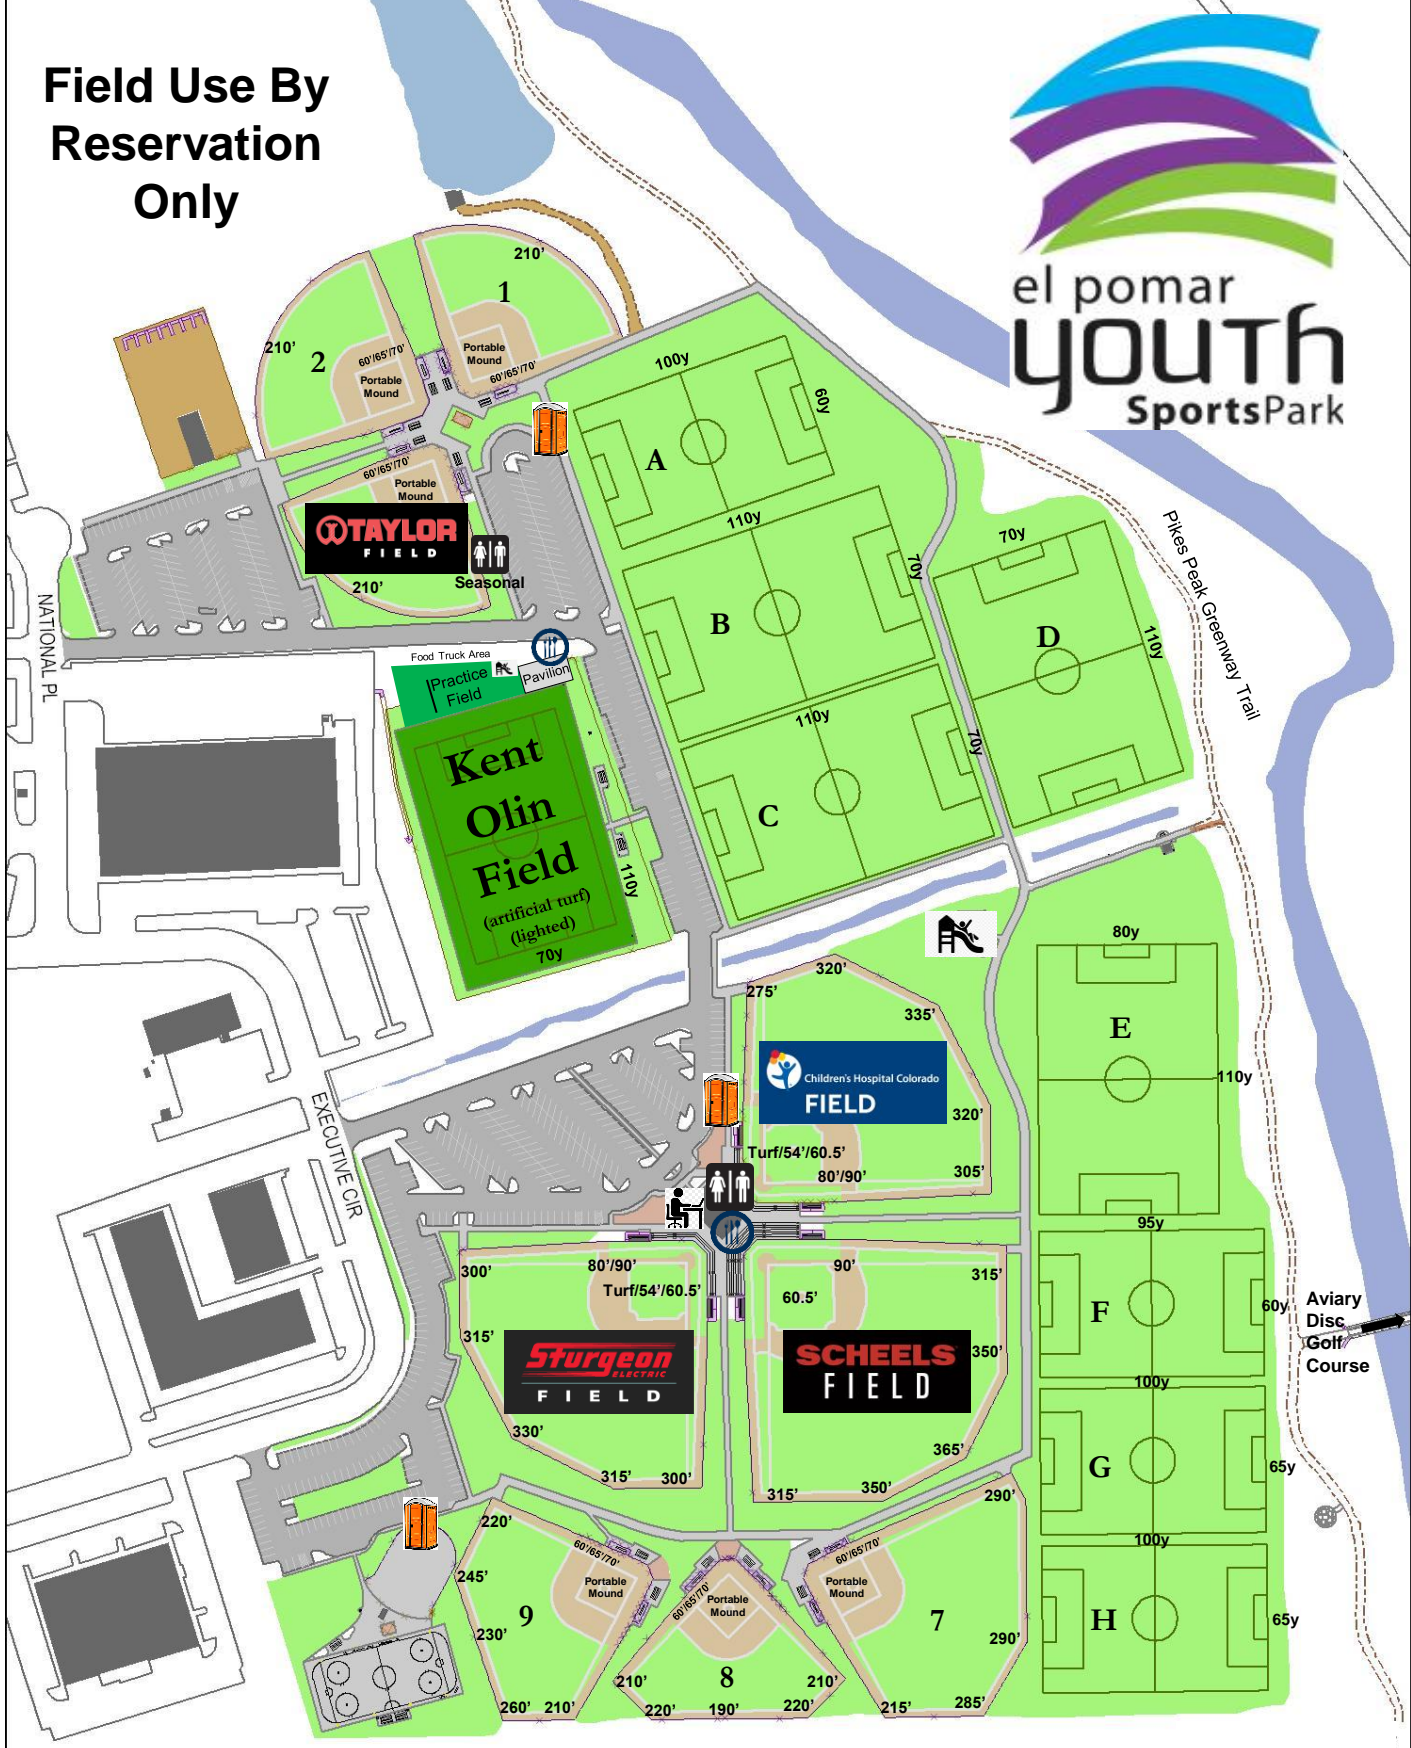 Field Use By
Reservation
Only
el pomar
youth
SportsPark
210’
1
Portable
Mound
60’/65’/70’
210’
2
60’/65’/70’
Portable
Mound
60’/65’/70’
Portable
Mound
TAYLOR
FIELD
210’
Seasonal
100y
60y
A
110y
B
70y
110y
C
70y
70y
D
110y
Pikes Peak Greenway Trail
NATIONAL PL
Food Truck Area
Practice
Field
Pavilion
Kent
Olin
Field
(artificial turf)
(lighted)
110y
70y
EXECUTIVE CIR
275’
320’
335’
Children's Hospital Colorado
FIELD
320’
Turf/54’/60.5’
80’/90’
305’
80y
E
110y
95y
F
60y
100y
G
65y
100y
H
65y
Aviary
Disc
Golf
Course
300’
80’/90’
Turf/54’/60.5’
315’
Sturgeon
ELECTRIC
FIELD
330’
315’
300’
90’
315’
60.5’
SCHEELS
FIELD
350’
365’
350’
315’
220’
60’/65’/70’
245’
Portable
Mound
9
230’
260’
210’
60’/65’/70’
Portable
Mound
210’
8
210’
220’
190’
220’
290’
60’/65’/70’
Portable
Mound
7
290’
215’
285’